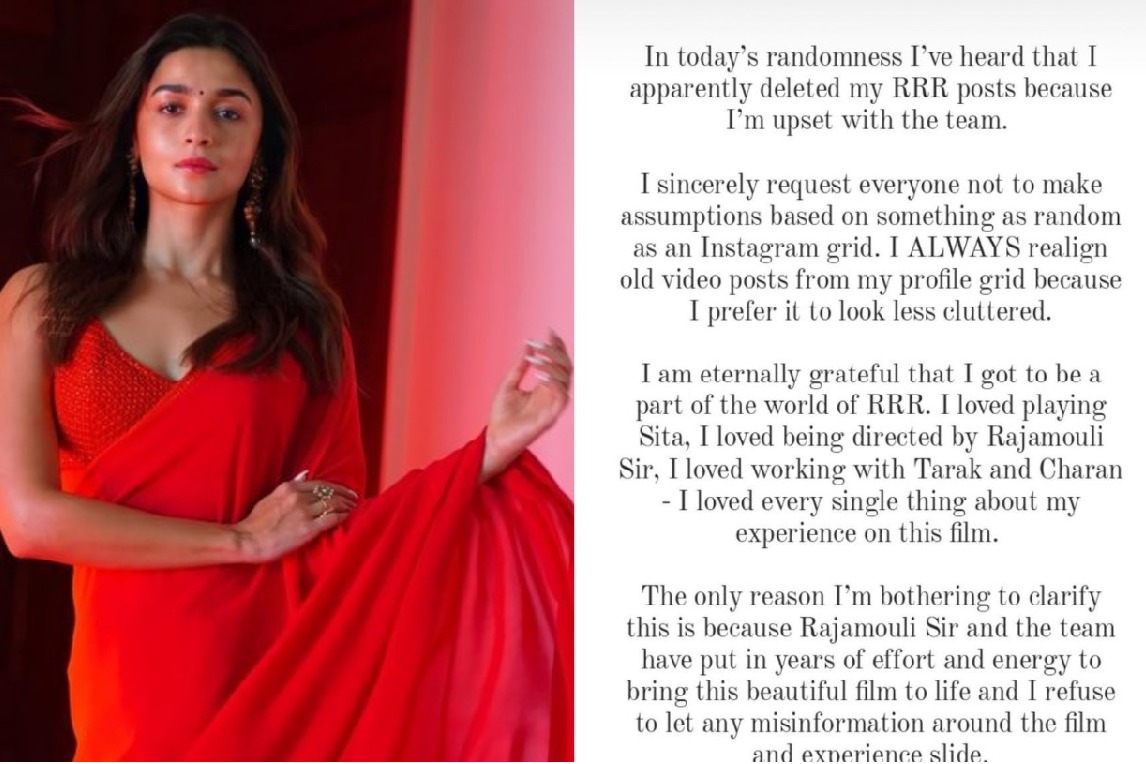 In today's randomness I've heard that I
apparently deleted my RRR posts because
I'm upset with the team.
I sincerely request everyone not to make
assumptions based on something as random
as an Instagram grid. I ALWAYS realign
old video posts from my profile grid because
I prefer it to look less cluttered.
I am eternally grateful that I got to be a
part of the world of RRR. I loved playing
Sita, I loved being directed by Rajamouli
Sir, I loved working with Tarak and Charan
- I loved every single thing about my
experience on this film.
The only reason I'm bothering to clarify
this is because Rajamouli Sir and the team
have put in years of effort and energy to
bring this beautiful film to life and I refuse
to let any misinformation around the film
and experience slide.